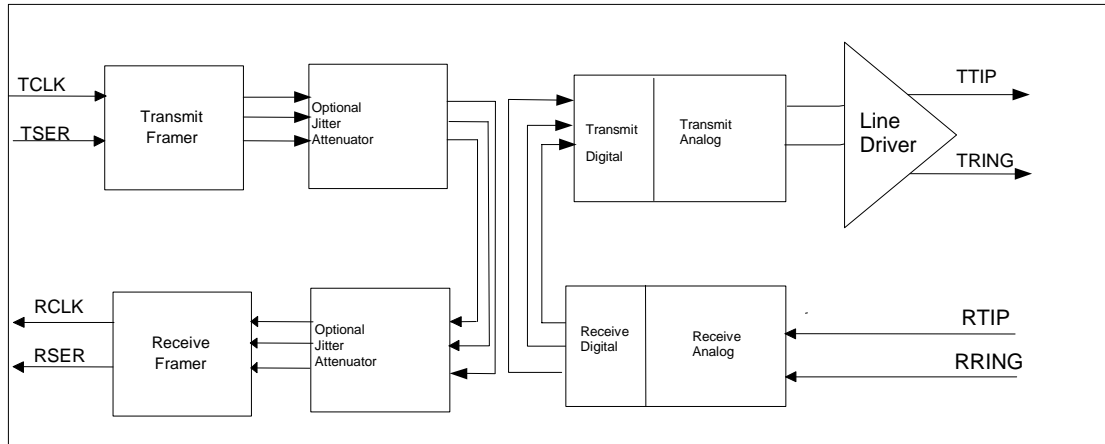 TCLK
TSER
Transmit
Framer
Optional
Jitter
Attenuator
Transmit
Digital
Transmit
Analog
Line
Driver
TTIP
TRING
RCLK
RSER
Receive
Framer
Optional
Jitter
Attenuator
Receive
Digital
Receive
Analog
RTIP
RRING